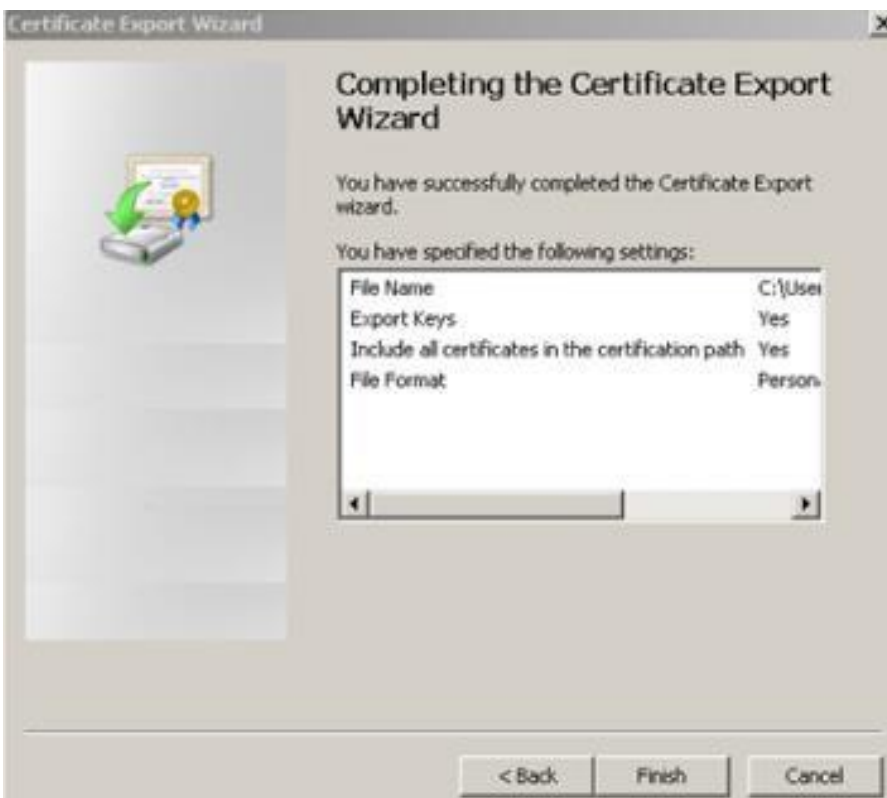 Certificate Export Wizard
Completing the Certificate Export
Wizard
You have successfully completed the Certificate Export
wizard.
You have specified the following settings:
File Name C:\User
Export Keys Yes
Include all certificates in the certification path Yes
File Format Person
< Back Finish Cancel